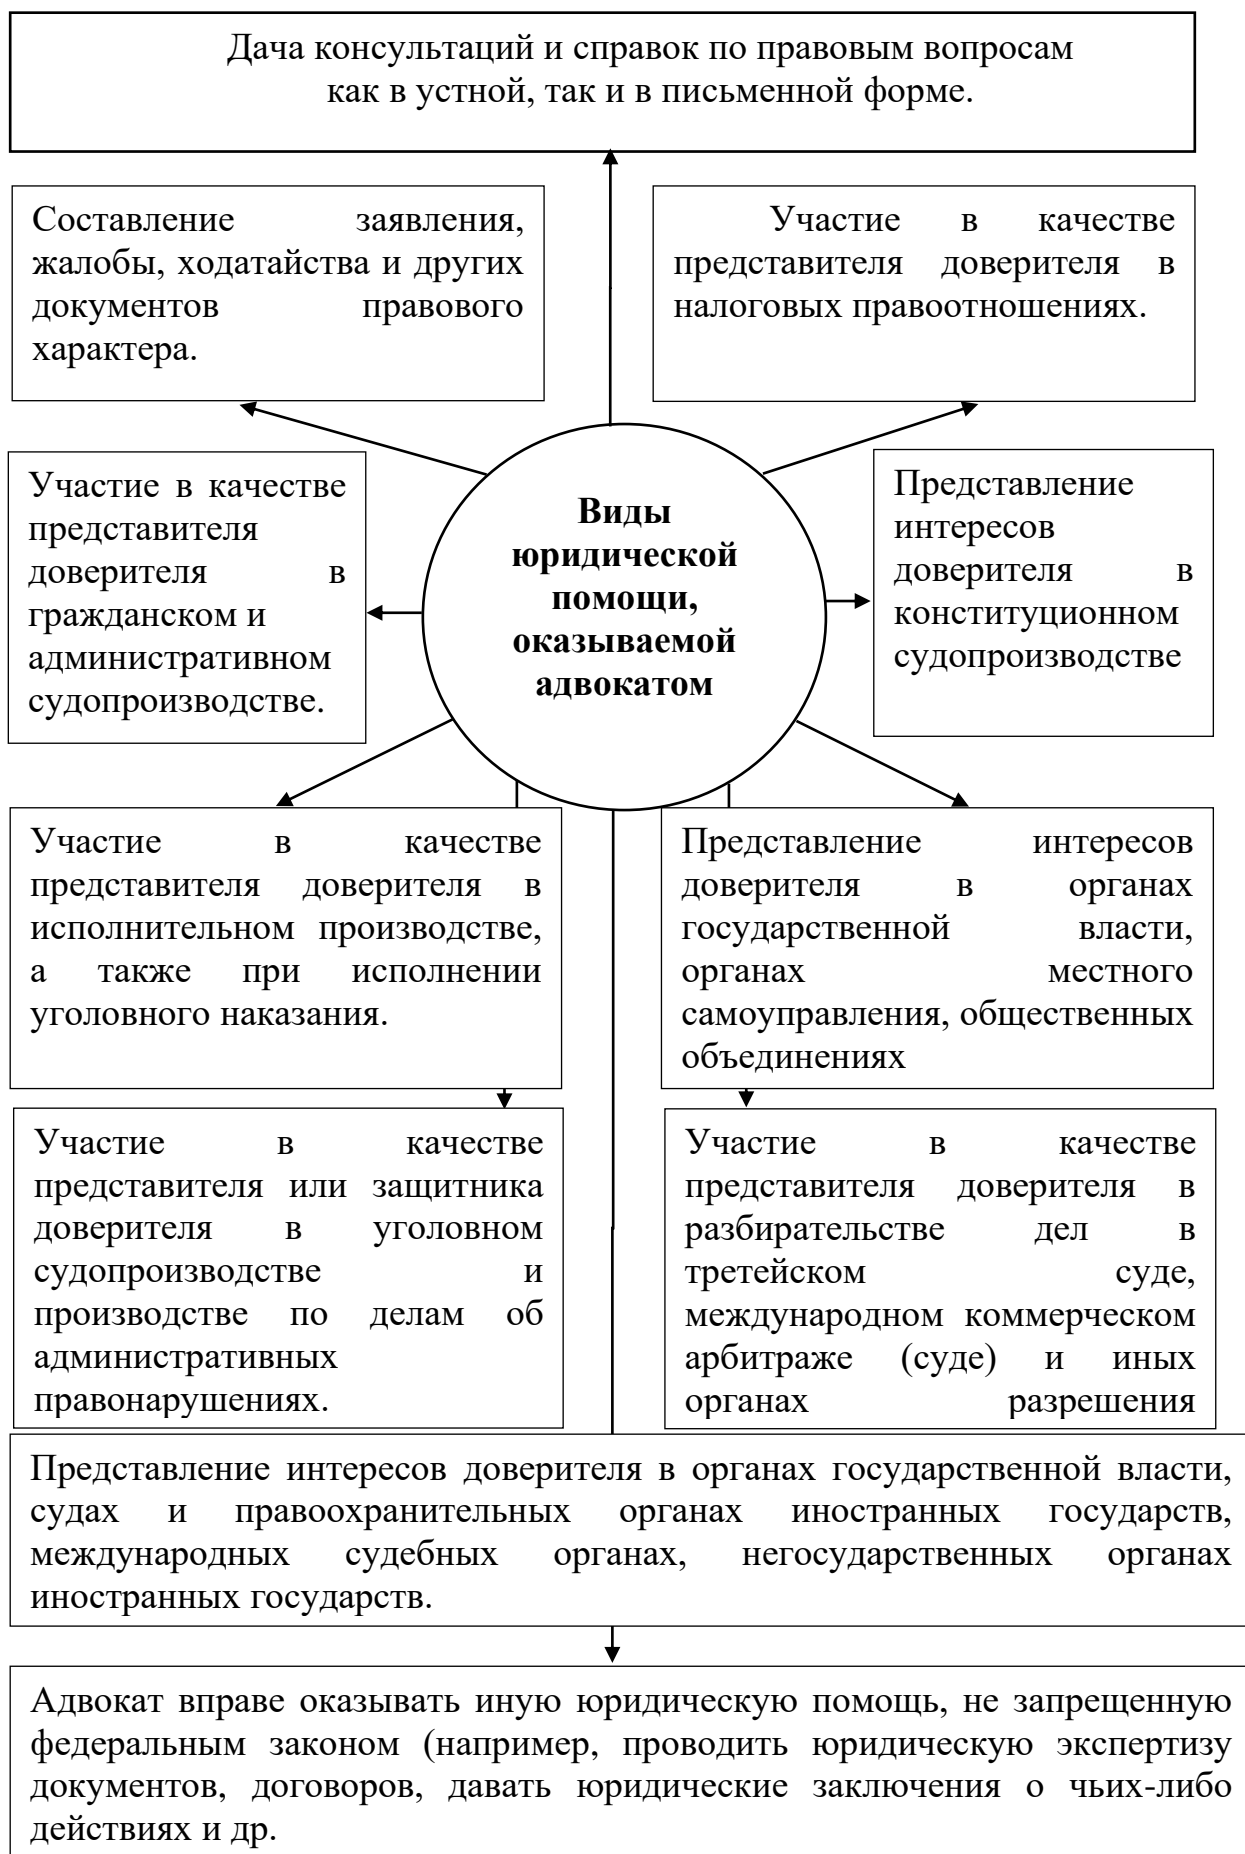 Дача консультаций и справок по правовым вопросам
как в устной, так и в письменной форме.
Составление заявления,
жалобы, ходатайства и других
документов правового
характера.
Участие в качестве
представителя доверителя в
налоговых правоотношениях.
Участие в качестве
представителя
доверителя в
гражданском и
административном
судопроизводстве.
Виды
юридической
помощи,
оказываемой
адвокатом
Представление
интересов
доверителя в
конституционном
судопроизводстве
Участие в качестве
представителя доверителя в
исполнительном производстве,
а также при исполнении
уголовного наказания.
Представление интересов
доверителя в органах
государственной власти,
органах местного
самоуправления, общественных
объединениях
Участие в качестве
представителя или защитника
доверителя в уголовном
судопроизводстве и
производстве по делам об
административных
правонарушениях.
Участие в качестве
представителя доверителя в
разбирательстве дел в
третейском суде,
международном коммерческом
арбитраже (суде) и иных
органах разрешения
Представление интересов доверителя в органах государственной власти,
судах и правоохранительных органах иностранных государств,
международных судебных органах, негосударственных органах
иностранных государств.
Адвокат вправе оказывать иную юридическую помощь, не запрещенную
федеральным законом (например, проводить юридическую экспертизу
документов, договоров, давать юридические заключения о чьих-либо
действиях и др.